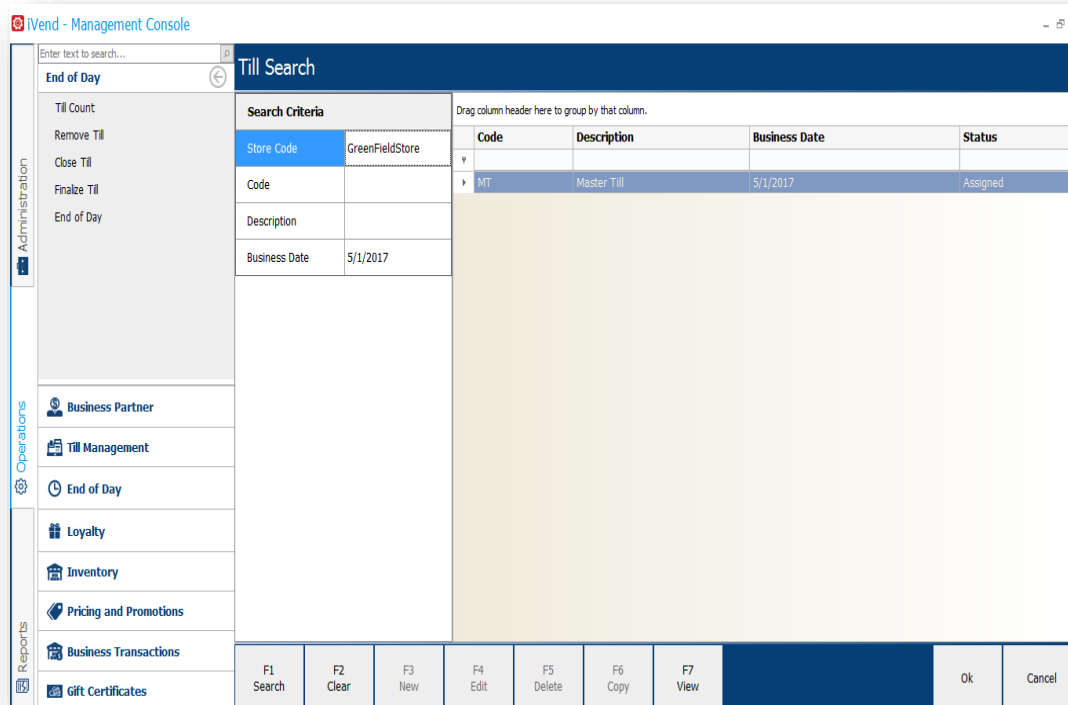 iVend - Management Console
Enter text to search...
End of Day
Till Count
Remove Till
Close Till
Finalize Till
End of Day
Administration
Operations
Reports
Business Partner
Till Management
End of Day
Loyalty
Inventory
Pricing and Promotions
Business Transactions
Gift Certificates
Till Search
Search Criteria
Store Code GreenFieldStore
Code
Description
Business Date 5/1/2017
Drag column header here to group by that column.
Code Description Business Date Status
MT Master Till 5/1/2017 Assigned
F1 F2 F3 F4 F5 F6 F7
Search Clear New Edit Delete Copy View
Ok Cancel